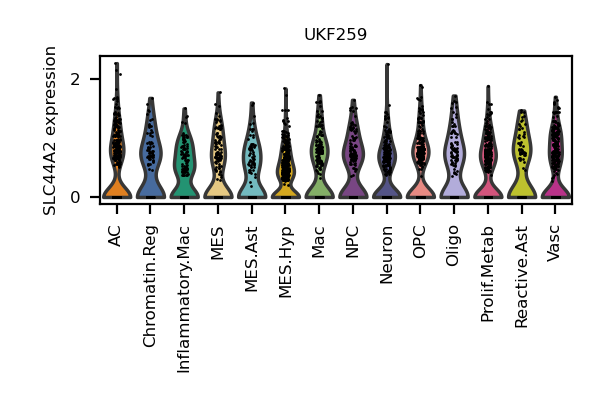 UKF259
SLC44A2 expression
2
0
AC
Chromatin.Reg
Inflammatory.Mac
MES
MES.Ast
MES.Hyp
Mac
NPC
Neuron
OPC
Oligo
Prolif.Metab
Reactive.Ast
Vasc